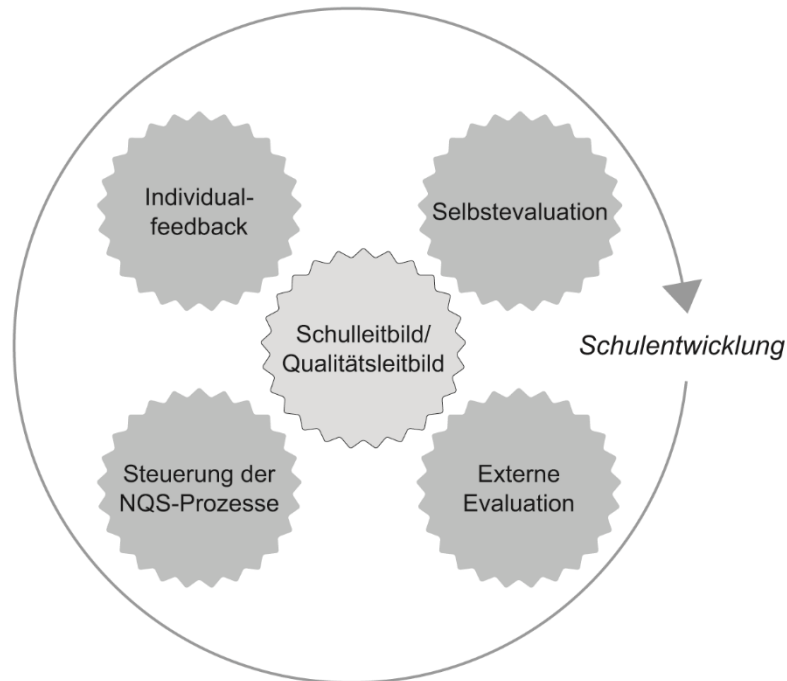 Individual-
feedback
Selbstevaluation
Schulleitbild/
Qualitätsleitbild
Schulentwicklung
Steuerung der
NQS-Prozesse
Externe
Evaluation